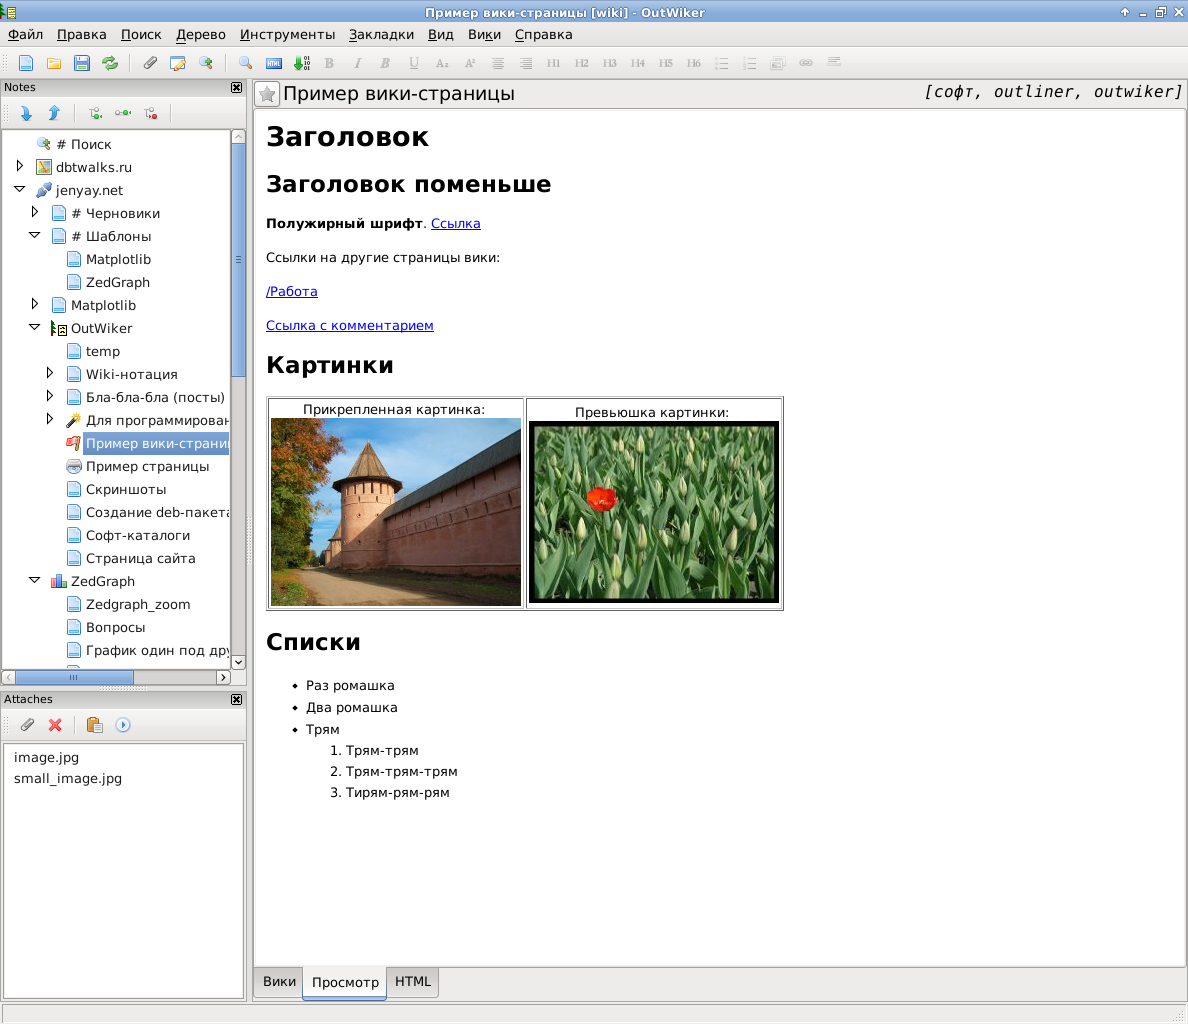 Пример вики-страницы [wiki] - OutWiker
Файл Правка Поиск Дерево Инструменты Закладки Вид Вики Справка
HTML B I B U A₂ A² H1 H2 H3 H4 H5 H6
Notes
# Поиск
dbtwalks.ru
jenyay.net
# Черновики
# Шаблоны
Matplotlib
ZedGraph
Matplotlib
OutWiker
temp
Wiki-нотация
Бла-бла-бла (посты)
Для программирован
Пример вики-страни
Пример страницы
Скриншоты
Создание deb-пакета
Софт-каталоги
Страница сайта
ZedGraph
Zedgraph_zoom
Вопросы
График один под дру
Attaches
image.jpg
small_image.jpg
Пример вики-страницы [софт, outliner, outwiker]
Заголовок
Заголовок поменьше
Полужирный шрифт. Ссылка
Ссылки на другие страницы вики:
/Работа
Ссылка с комментарием
Картинки
Прикрепленная картинка: Превьюшка картинки:
Списки
Раз ромашка
Два ромашка
Трям
1. Трям-трям
2. Трям-трям-трям
3. Тирям-рям-рям
Вики Просмотр HTML